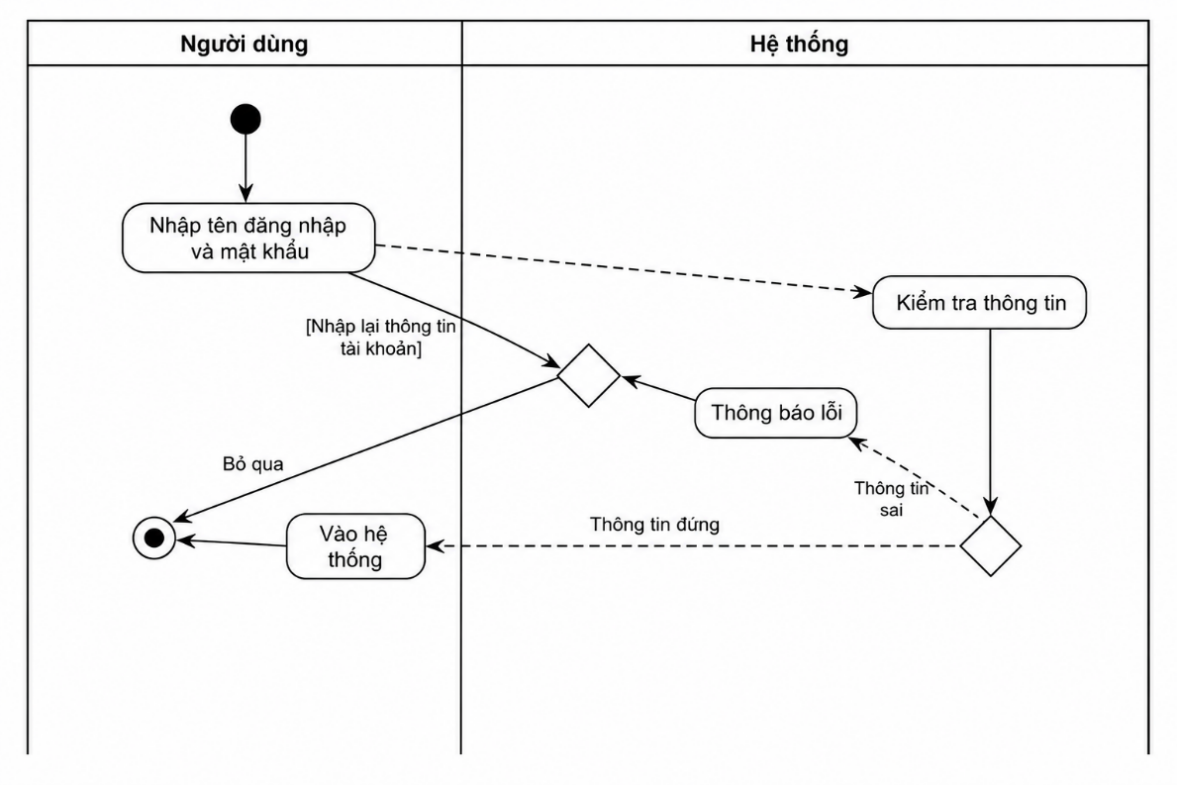 Người dùng
Hệ thống
Nhập tên đăng nhập
và mật khẩu
Kiểm tra thông tin
[Nhập lại thông tin
tài khoản]
Thông báo lỗi
Bỏ qua
Thông tin
sai
Vào hệ
thống
Thông tin đứng